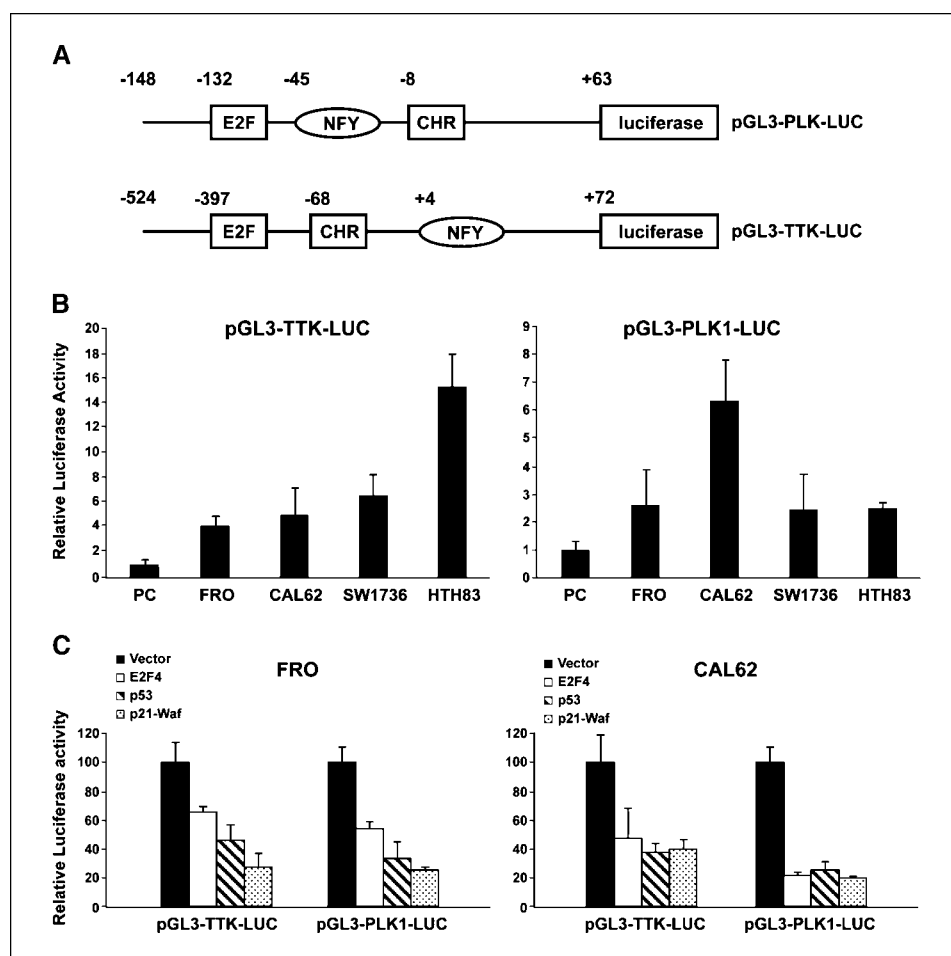 A
-148 -132 -45 -8 +63
E2F NFY CHR luciferase pGL3-PLK-LUC
-524 -397 -68 +4 +72
E2F CHR NFY luciferase pGL3-TTK-LUC
B
pGL3-TTK-LUC
Relative Luciferase Activity
20
18
16
14
12
10
8
6
4
2
0
PC FRO CAL62 SW1736 HTH83
pGL3-PLK1-LUC
9
8
7
6
5
4
3
2
1
0
PC FRO CAL62 SW1736 HTH83
C
Vector
E2F4
p53
p21-Waf
FRO
Relative Luciferase activity
120
100
80
60
40
20
0
pGL3-TTK-LUC pGL3-PLK1-LUC
Vector
E2F4
p53
p21-Waf
CAL62
120
100
80
60
40
20
0
pGL3-TTK-LUC pGL3-PLK1-LUC